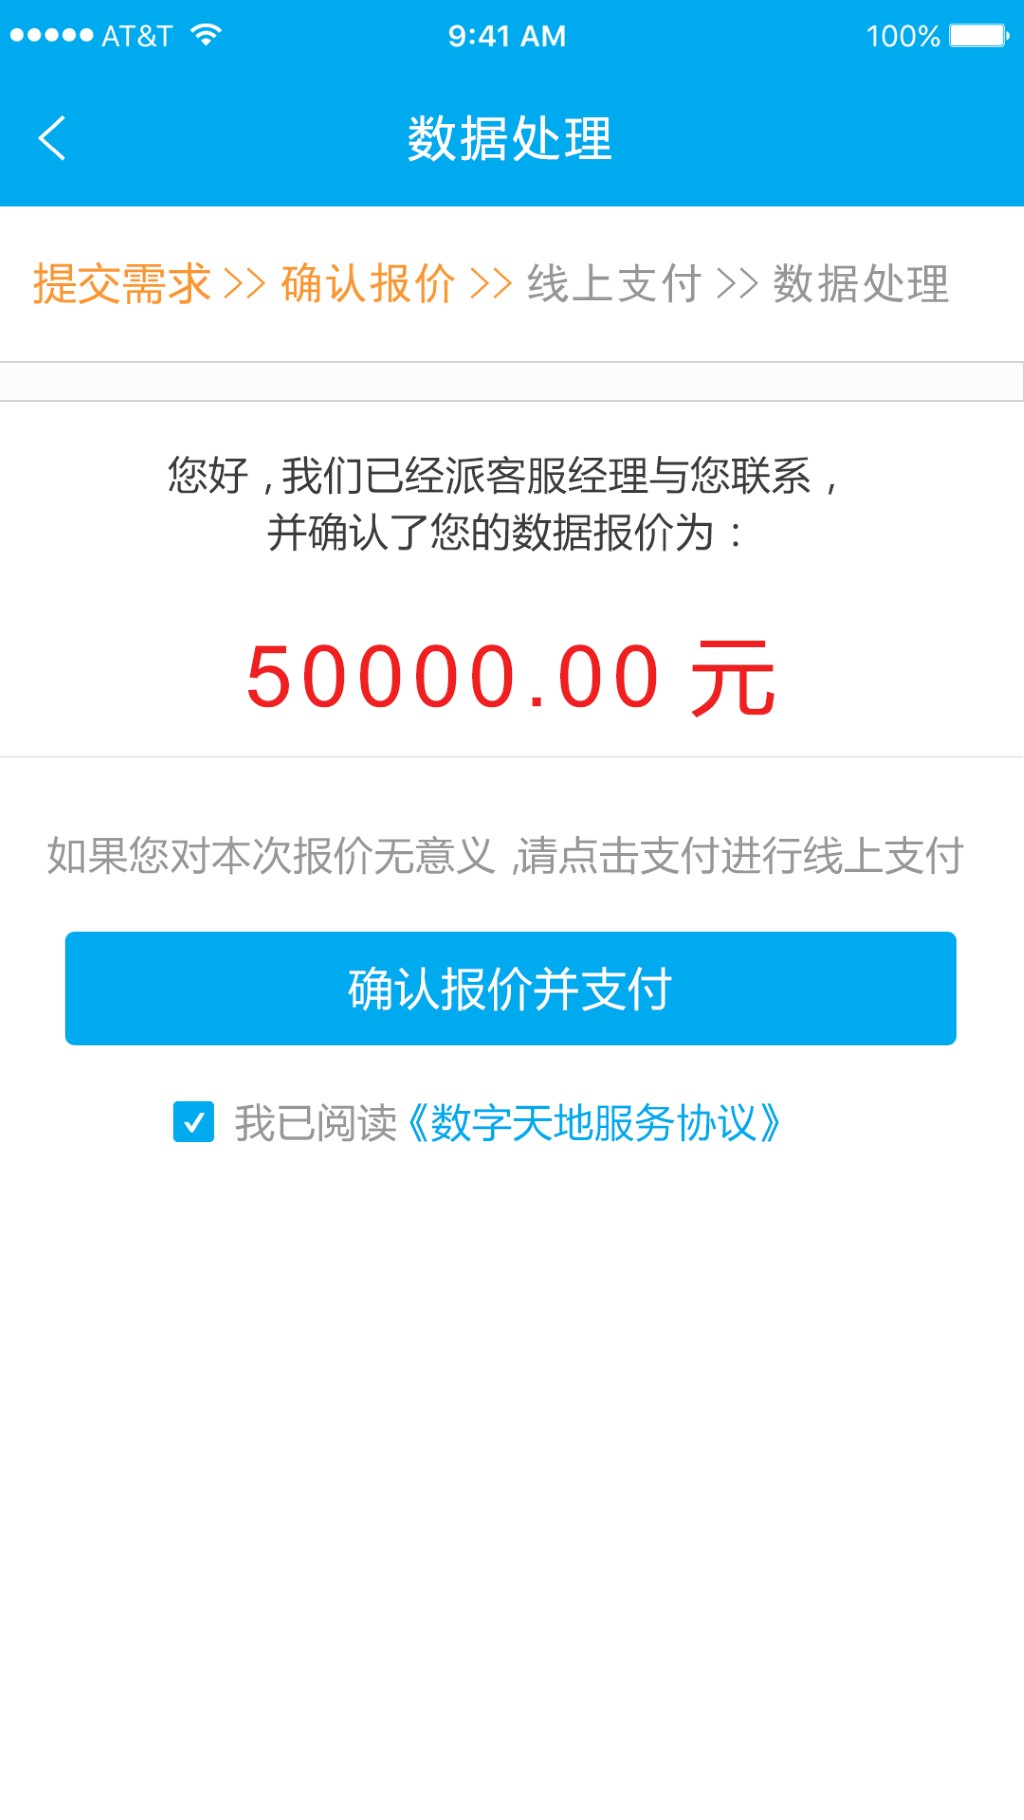 AT&T 9:41 AM 100%
数据处理
提交需求 >> 确认报价 >> 线上支付 >> 数据处理
您好，我们已经派客服经理与您联系，
并确认了您的数据报价为：
50000.00 元
如果您对本次报价无意义，请点击支付进行线上支付
确认报价并支付
我已阅读《数字天地服务协议》